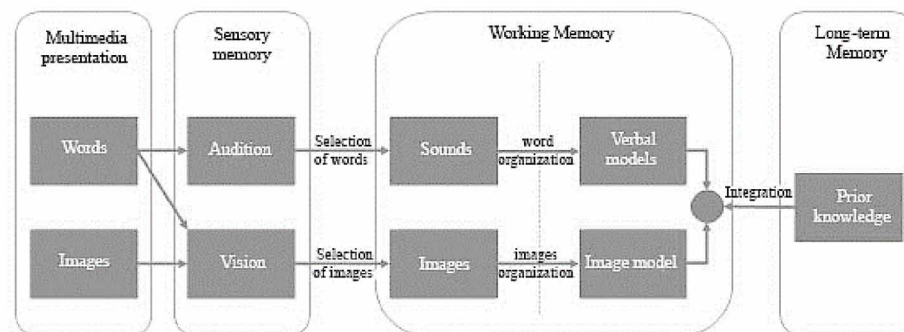 Multimedia
presentation
Sensory
memory
Working Memory
Long-term
Memory
Words
Audition
Selection
of words
Sounds
word
organization
Verbal
models
Integration
Prior
knowledge
Images
Vision
Selection
of images
Images
images
organization
Image model